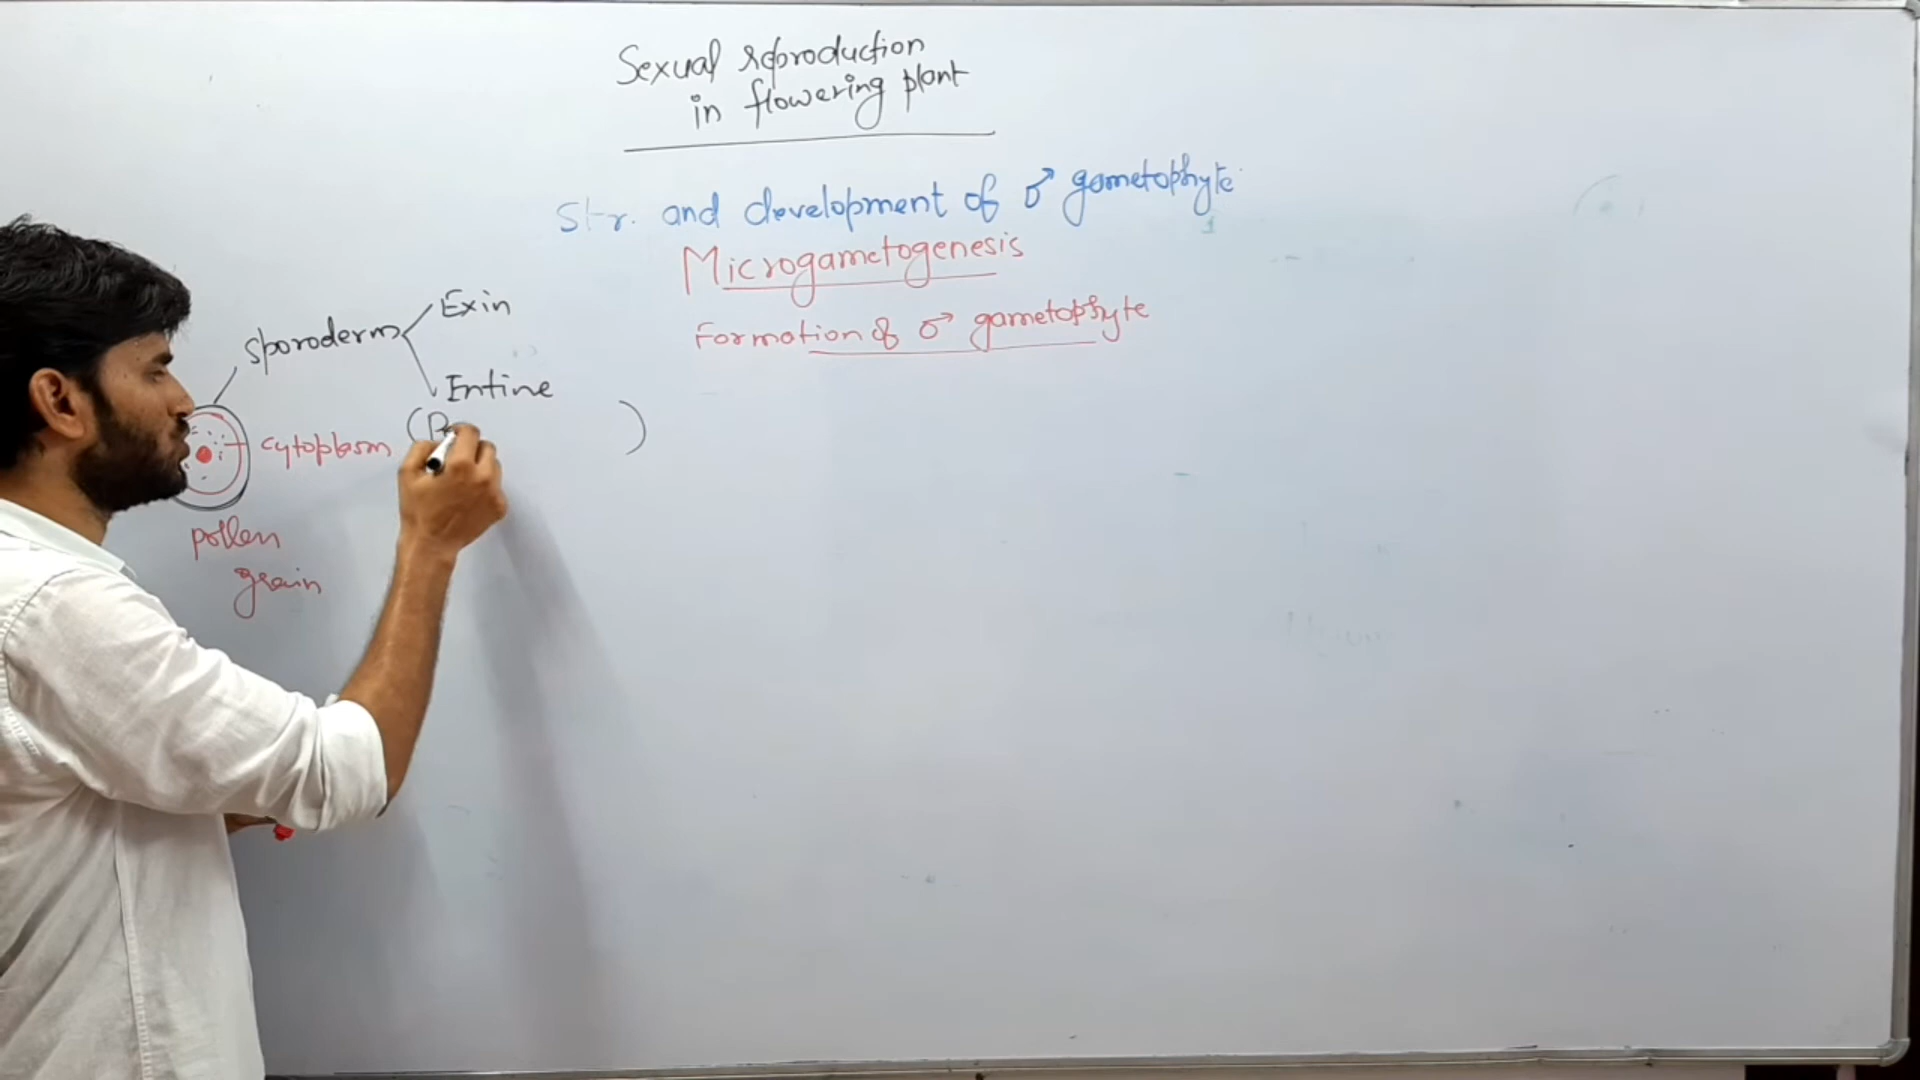 Sexual reproduction
in flowering plant
Str. and development of ♂ gametophyte
Microgametogenesis
Formation of ♂ gametophyte
Sporoderm
Exin
Entine
( )
cytoplasm
pollen
grain